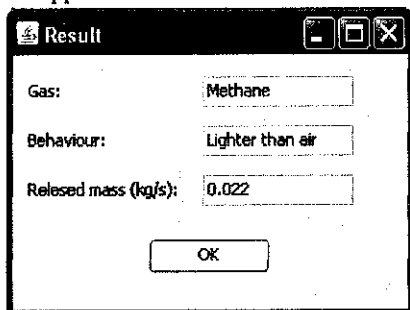 Result
Gas: Methane
Behaviour: Lighter than air
Relesed mass (kg/s): 0.022
OK